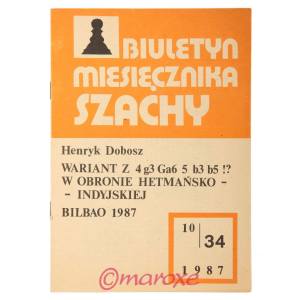 BIULETYN
MIESIĘCZNIKA
SZACHY
Henryk Dobosz
WARIANT Z 4 g3 Ga6 5 b3 b5 !?
W OBRONIE HETMAŃSKO -
- INDYJSKIEJ
BILBAO 1987
10
34
1987
©maroxe